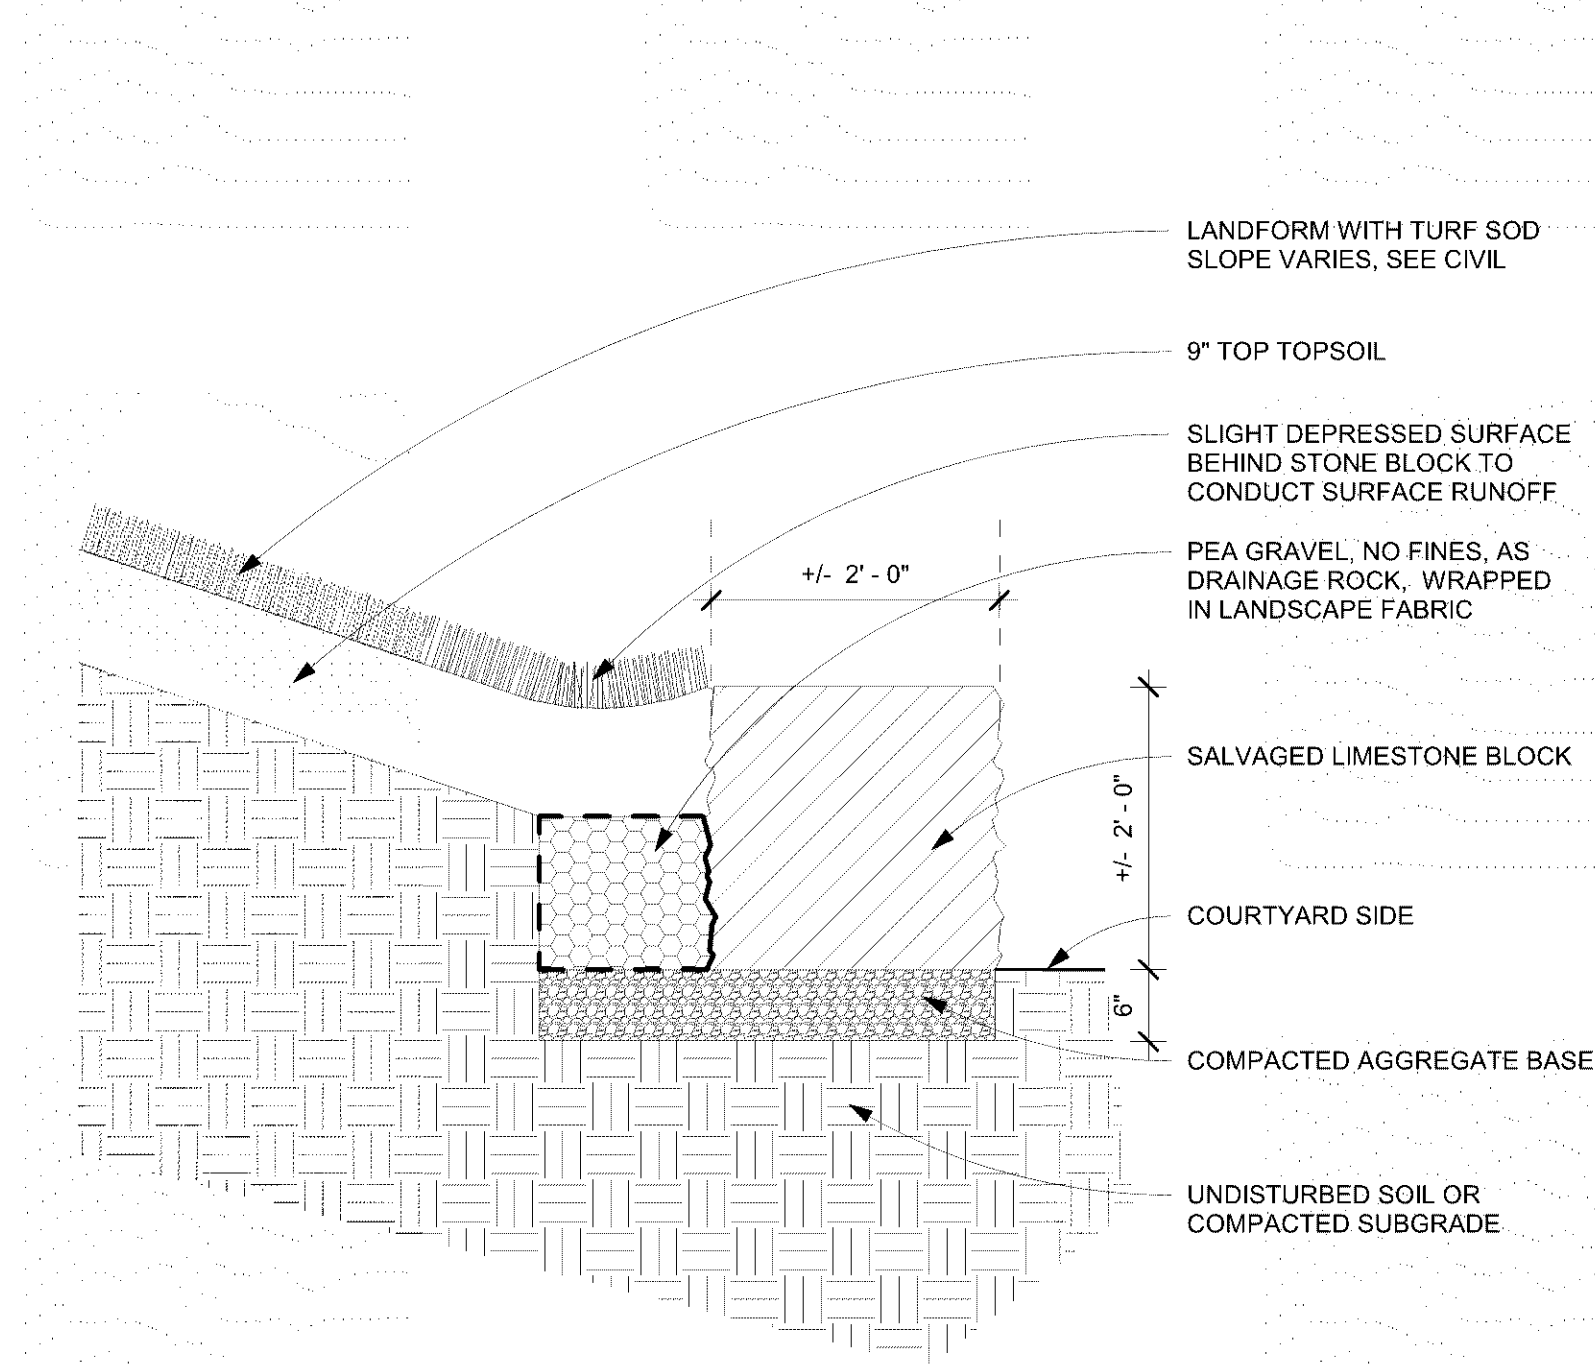 LANDFORM WITH TURF SOD
SLOPE VARIES, SEE CIVIL
9" TOP TOPSOIL
SLIGHT DEPRESSED SURFACE
BEHIND STONE BLOCK TO
CONDUCT SURFACE RUNOFF
PEA GRAVEL, NO FINES, AS
DRAINAGE ROCK, WRAPPED
IN LANDSCAPE FABRIC
+/- 2' - 0"
SALVAGED LIMESTONE BLOCK
+/- 2' - 0"
COURTYARD SIDE
6"
COMPACTED AGGREGATE BASE
UNDISTURBED SOIL OR
COMPACTED SUBGRADE